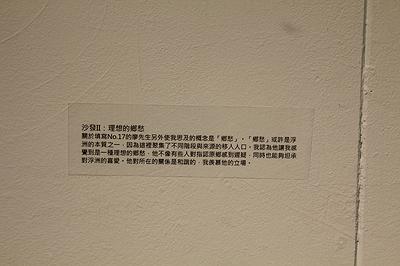 沙發II：理想的鄉愁
關於填寫No.17的廖先生另外使我思及的概念是「鄉愁」。「鄉愁」或許是浮
洲的本質之一，因為這裡聚集了不同階段與來源的移入人口。我認為他讓我感
覺到是一種理想的鄉愁，他不像有些人對指認原鄉感到遲疑，同時也能夠坦承
對浮洲的喜愛。他對所在的關係是和諧的，我羨慕他的立場。